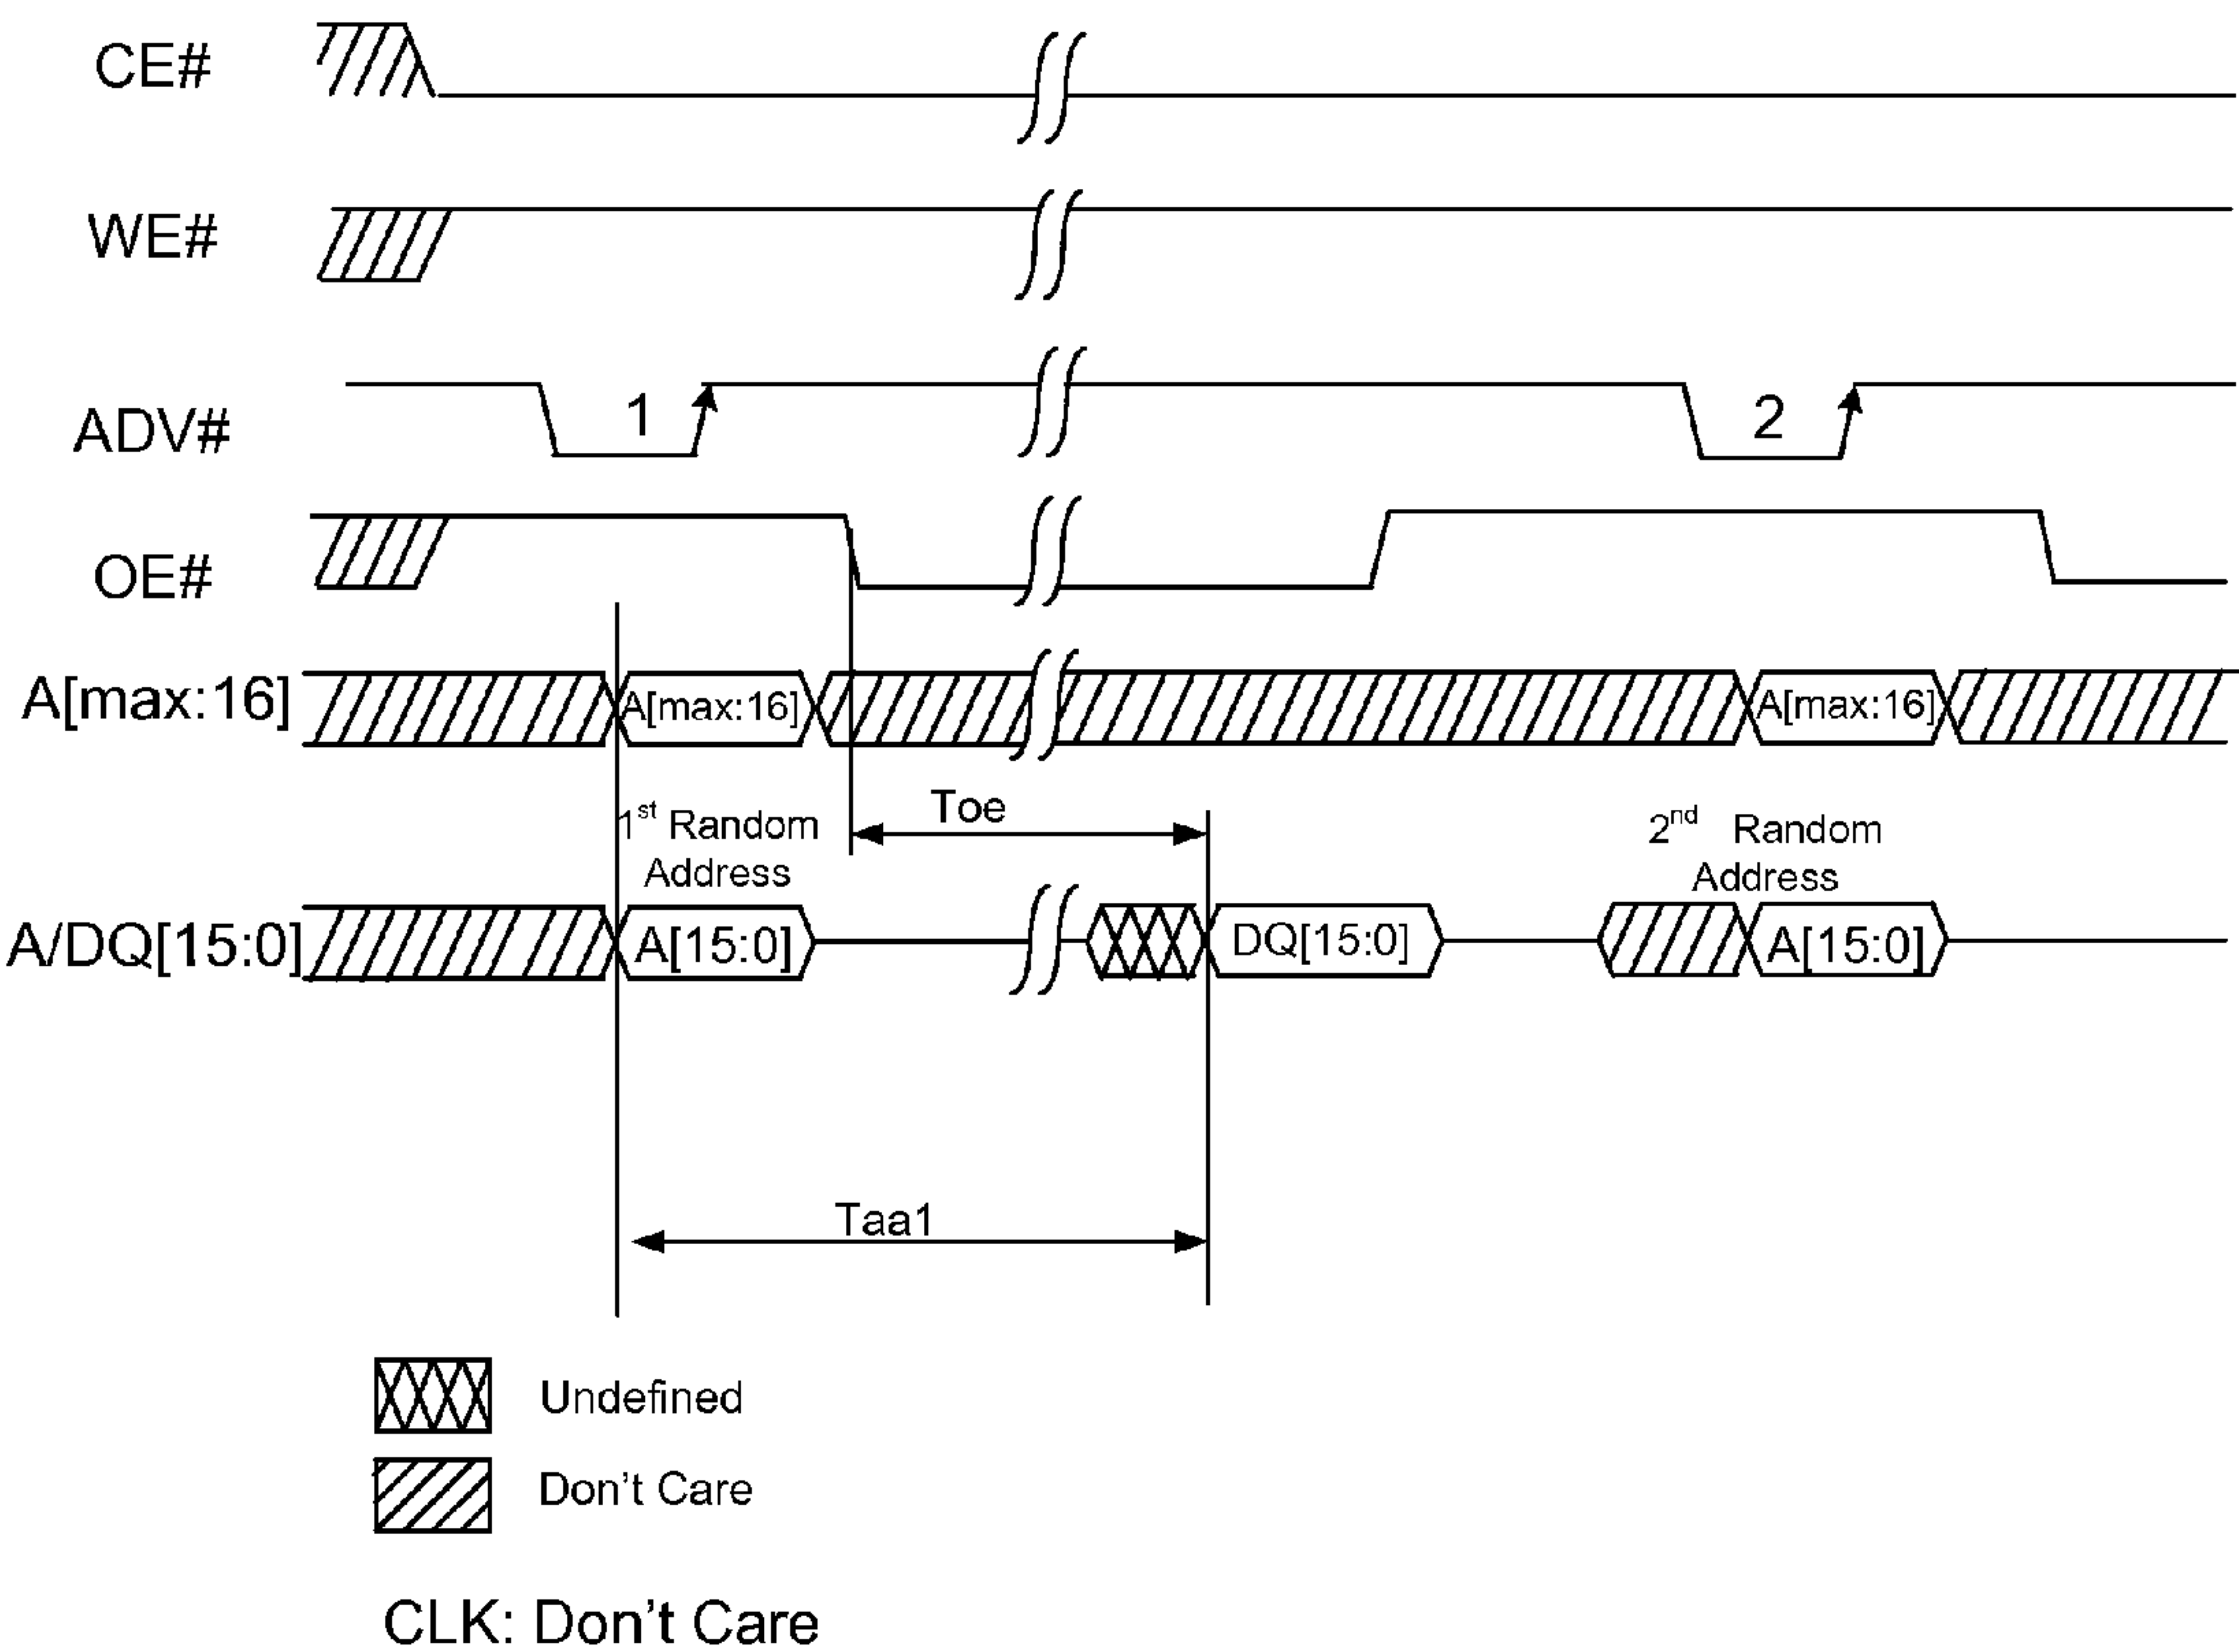 CE#
WE#
ADV#
1
2
OE#
A[max:16]
A[max:16]
A[max:16]
Toe
1st Random
Address
2nd Random
Address
A/DQ[15:0]
A[15:0]
DQ[15:0]
A[15:0]
Taa1
Undefined
Don't Care
CLK: Don't Care